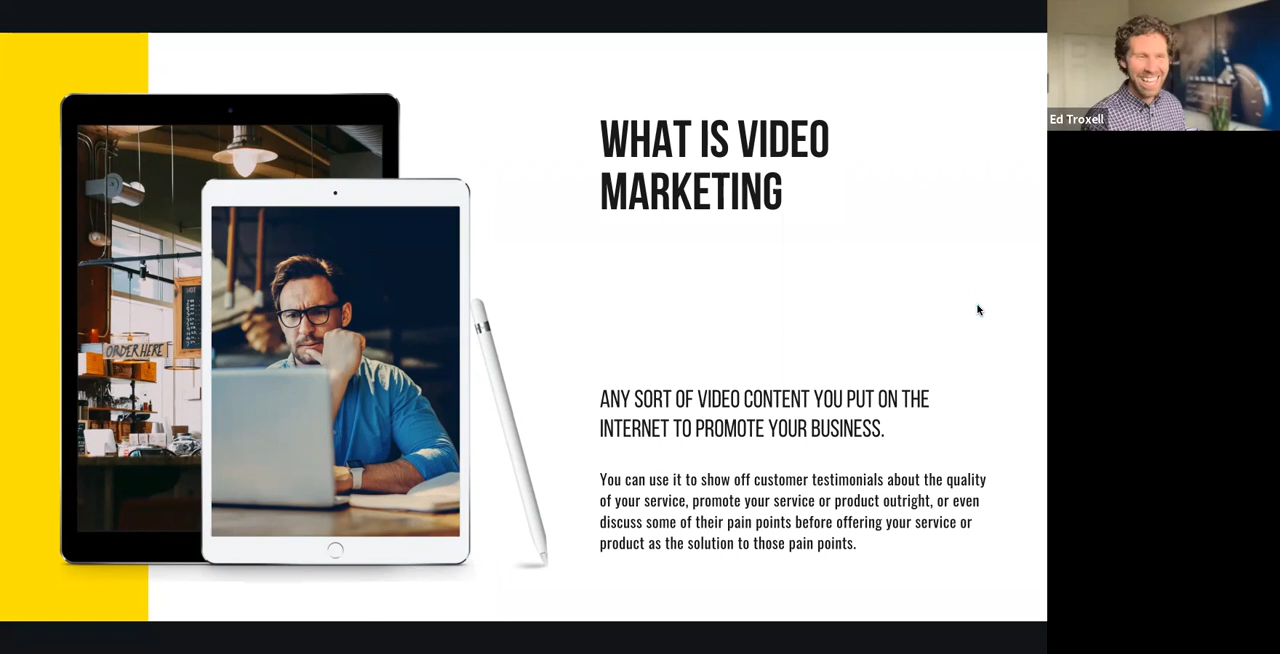 WHAT IS VIDEO
MARKETING
ANY SORT OF VIDEO CONTENT YOU PUT ON THE
INTERNET TO PROMOTE YOUR BUSINESS.
You can use it to show off customer testimonials about the quality
of your service, promote your service or product outright, or even
discuss some of their pain points before offering your service or
product as the solution to those pain points.
Ed Troxell
HOT
ORDER HERE